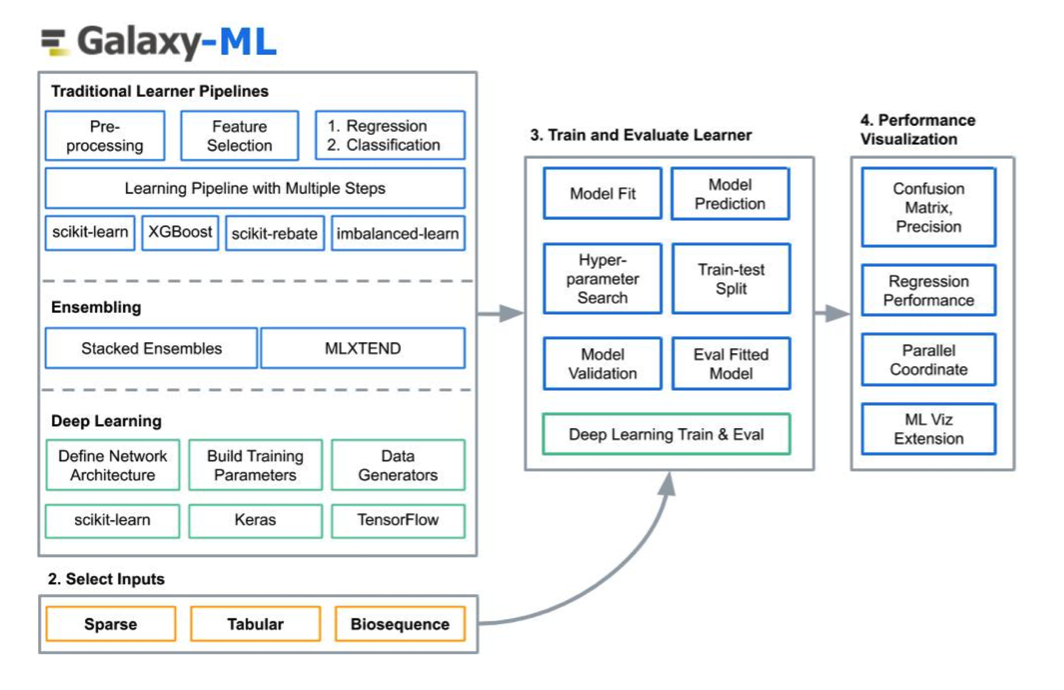 Galaxy-ML
Traditional Learner Pipelines
Pre-
processing
Feature
Selection
1. Regression
2. Classification
Learning Pipeline with Multiple Steps
scikit-learn
XGBoost
scikit-rebate
imbalanced-learn
Ensembling
Stacked Ensembles
MLXTEND
Deep Learning
Define Network
Architecture
Build Training
Parameters
Data
Generators
scikit-learn
Keras
TensorFlow
2. Select Inputs
Sparse
Tabular
Biosequence
3. Train and Evaluate Learner
Model Fit
Model
Prediction
Hyper-
parameter
Search
Train-test
Split
Model
Validation
Eval Fitted
Model
Deep Learning Train & Eval
4. Performance
Visualization
Confusion
Matrix,
Precision
Regression
Performance
Parallel
Coordinate
ML Viz
Extension